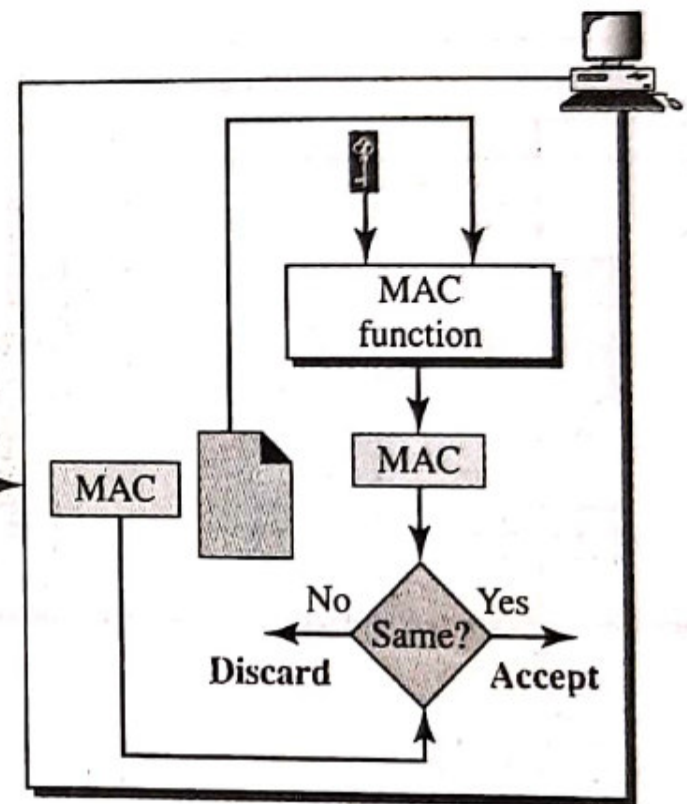 MAC
function
MAC
MAC
No
Yes
Same?
Discard
Accept